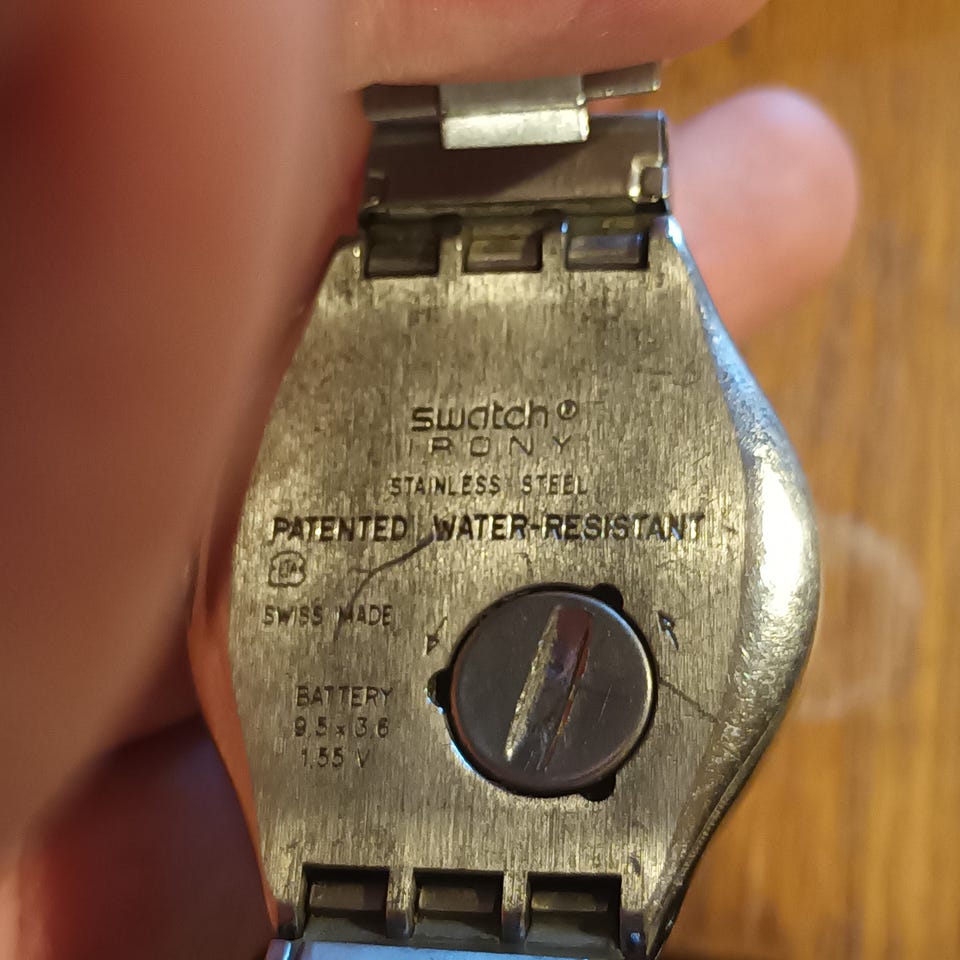 swatch®
IRONY
STAINLESS STEEL
PATENTED WATER-RESISTANT
SWISS MADE
BATTERY
9.5 x 3.6
1.55 V